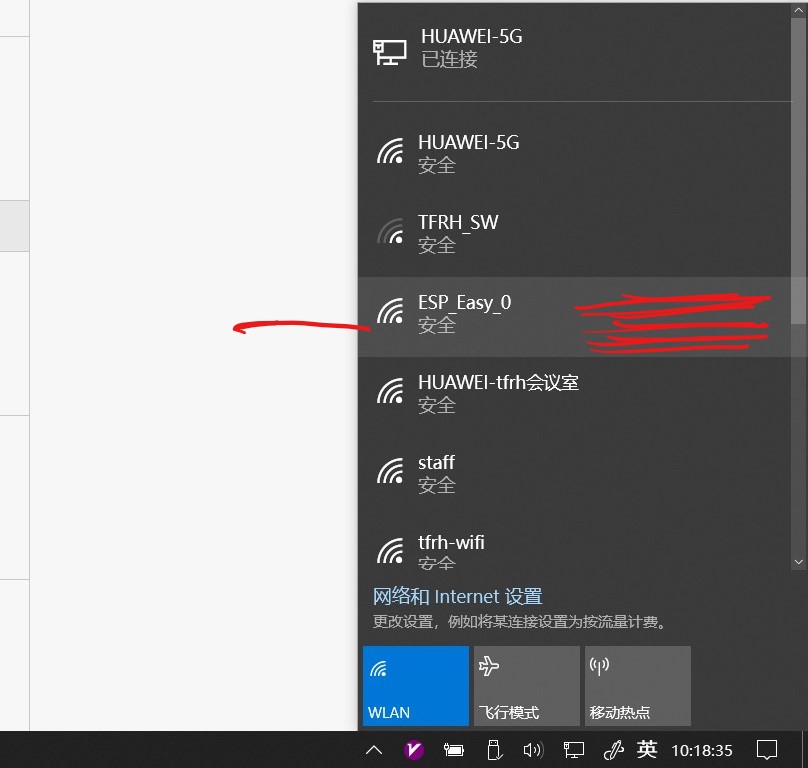 HUAWEI-5G
已连接
HUAWEI-5G
安全
TFRH_SW
安全
ESP_Easy_0
安全
HUAWEI-tfrh会议室
安全
staff
安全
tfrh-wifi
安全
网络和 Internet 设置
更改设置，例如将某连接设置为按流量计费。
WLAN
飞行模式
移动热点
英
10:18:35